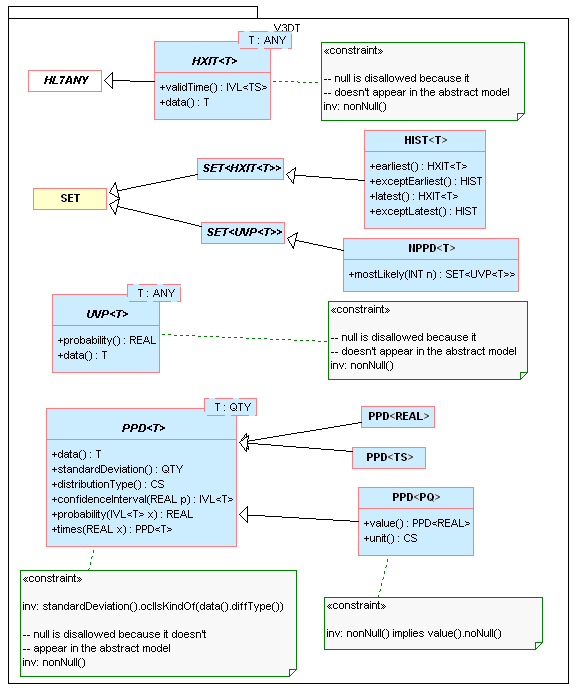 V3DT
T : ANY
HXIT<T>
+validTime() : IVL<TS>
+data() : T
HL7ANY
«constraint»
-- null is disallowed because it
-- doesn't appear in the abstract model
inv: nonNull()
HIST<T>
+earliest() : HXIT<T>
+exceptEarliest() : HIST
+latest() : HXIT<T>
+exceptLatest() : HIST
SET<HXIT<T>>
SET
SET<UVP<T>>
NPPD<T>
+mostLikely(INT n) : SET<UVP<T>>
T : ANY
UVP<T>
+probability() : REAL
+data() : T
«constraint»
-- null is disallowed because it
-- doesn't appear in the abstract model
inv: nonNull()
T : QTY
PPD<T>
+data() : T
+standardDeviation() : QTY
+distributionType() : CS
+confidenceInterval(REAL p) : IVL<T>
+probability(IVL<T> x) : REAL
+times(REAL x) : PPD<T>
PPD<REAL>
PPD<TS>
PPD<PQ>
+value() : PPD<REAL>
+unit() : CS
«constraint»
inv: standardDeviation().oclIsKindOf(data().diffType())
-- null is disallowed because it doesn't
-- appear in the abstract model
inv: nonNull()
«constraint»
inv: nonNull() implies value().noNull()